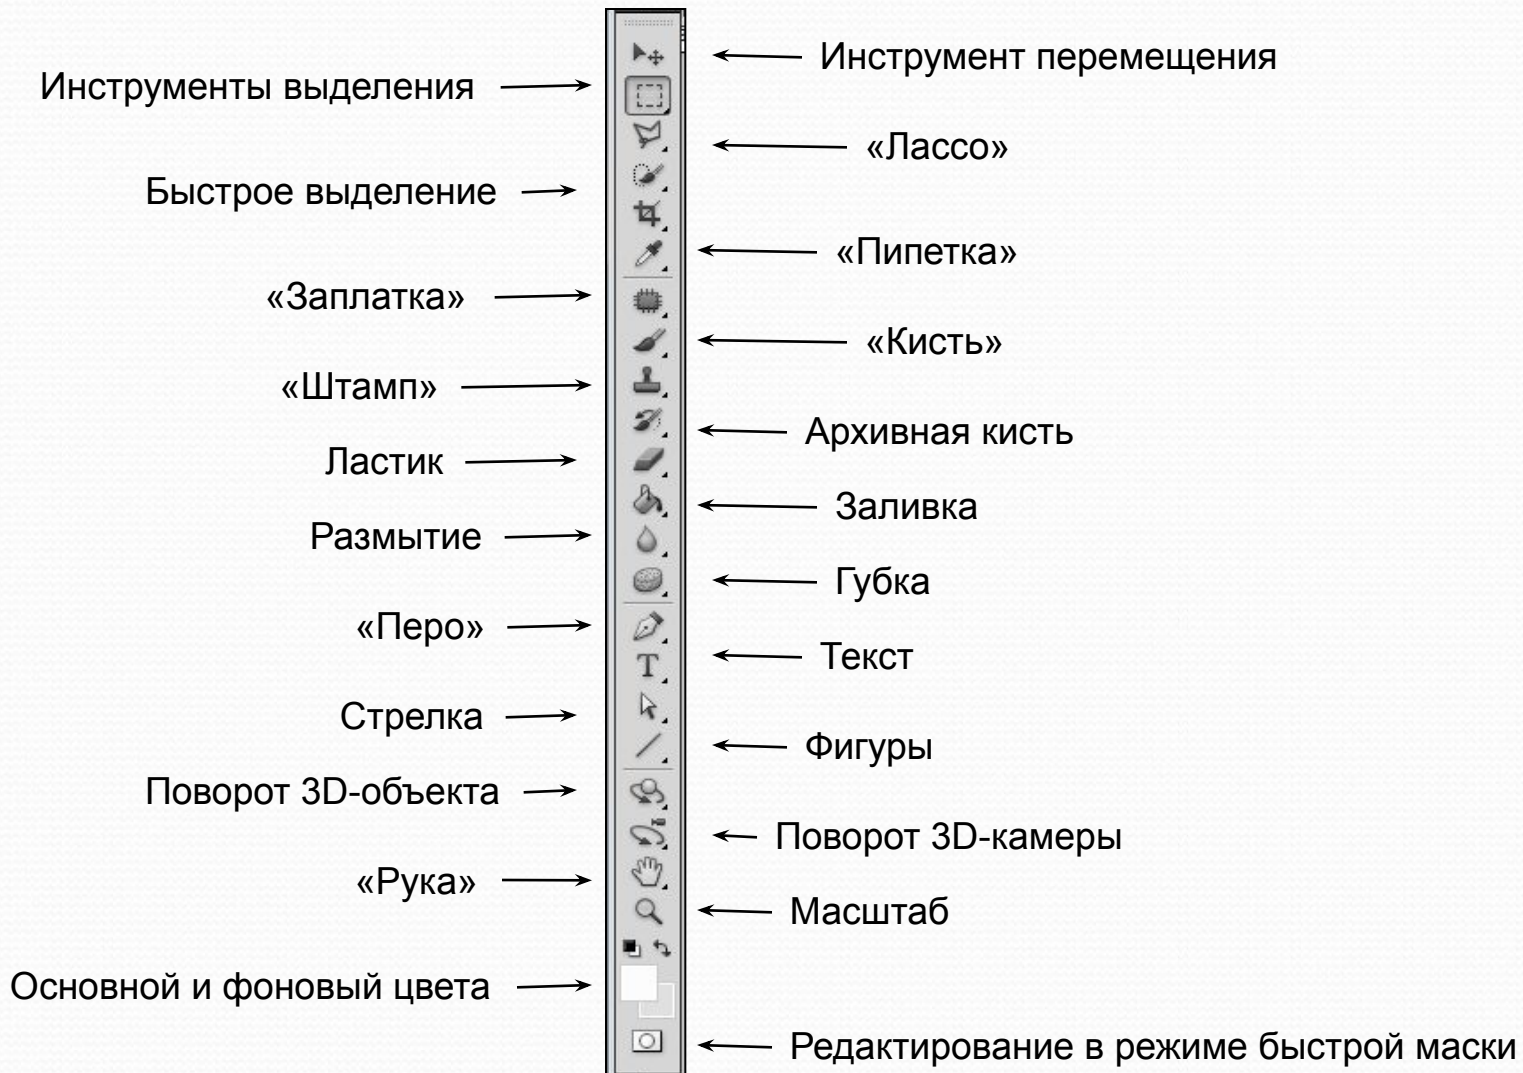 Инструмент перемещения
Инструменты выделения
«Лассо»
Быстрое выделение
«Пипетка»
«Заплатка»
«Кисть»
«Штамп»
Архивная кисть
Ластик
Заливка
Размытие
Губка
«Перо»
Текст
Стрелка
Фигуры
Поворот 3D-объекта
Поворот 3D-камеры
«Рука»
Масштаб
Основной и фоновый цвета
Редактирование в режиме быстрой маски